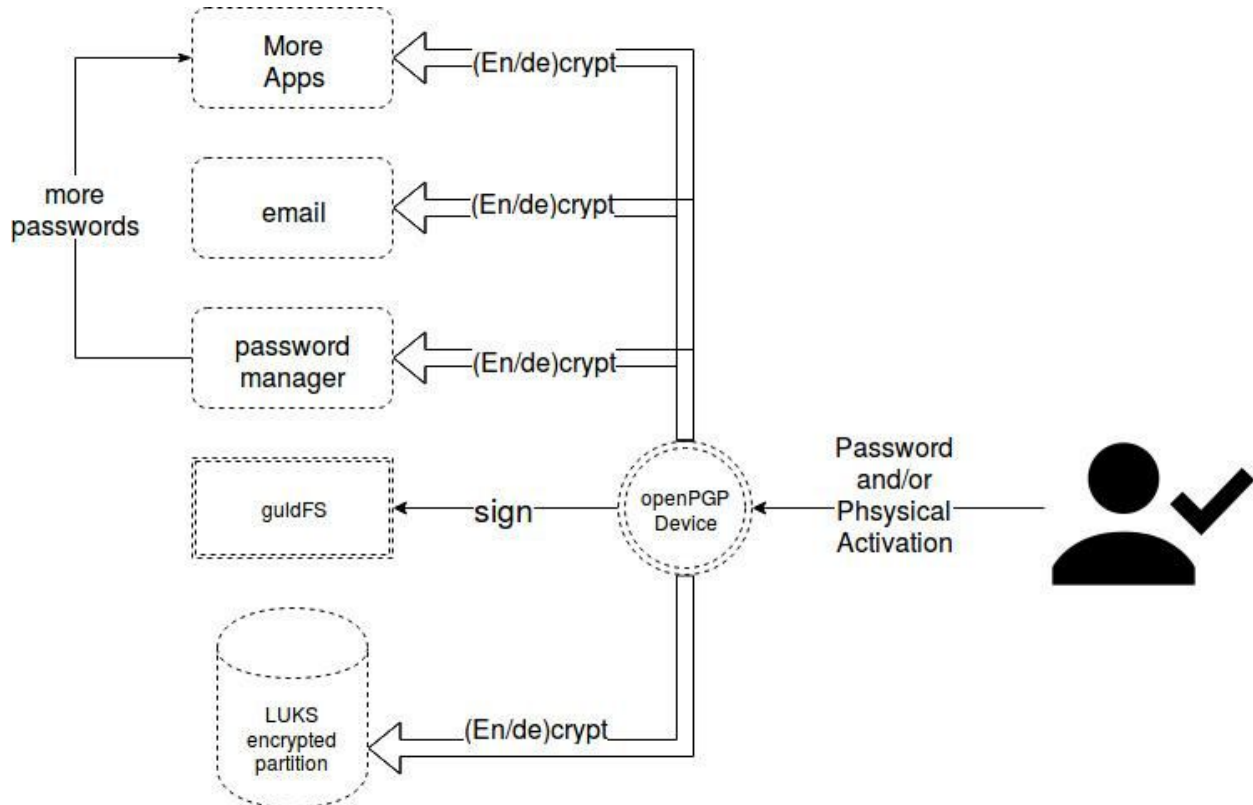 More
Apps
(En/de)crypt
more
passwords
email
(En/de)crypt
password
manager
(En/de)crypt
guldFS
sign
openPGP
Device
Password
and/or
Phsysical
Activation
LUKS
encrypted
partition
(En/de)crypt